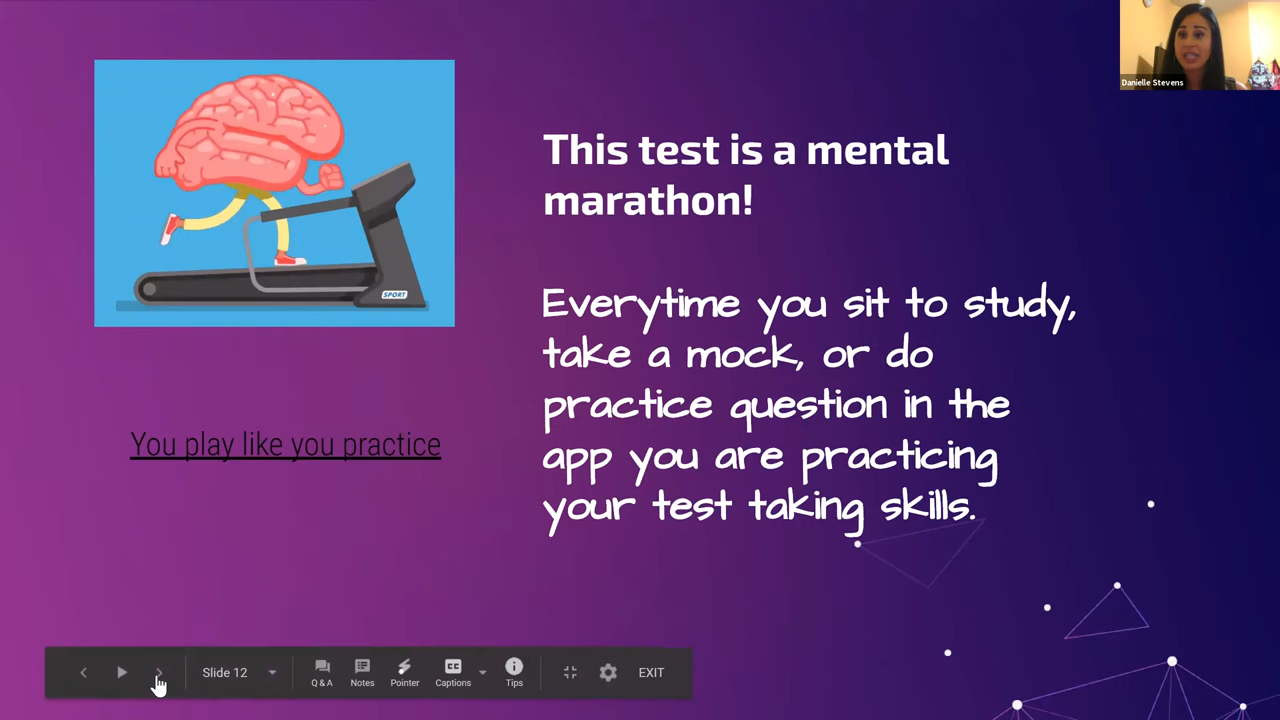 Danielle Stevens
This test is a mental
marathon!
Everytime you sit to study,
take a mock, or do
practice question in the
app you are practicing
your test taking skills.
SPORT
You play like you practice
Slide 12
Q & A
Notes
Pointer
Captions
Tips
EXIT